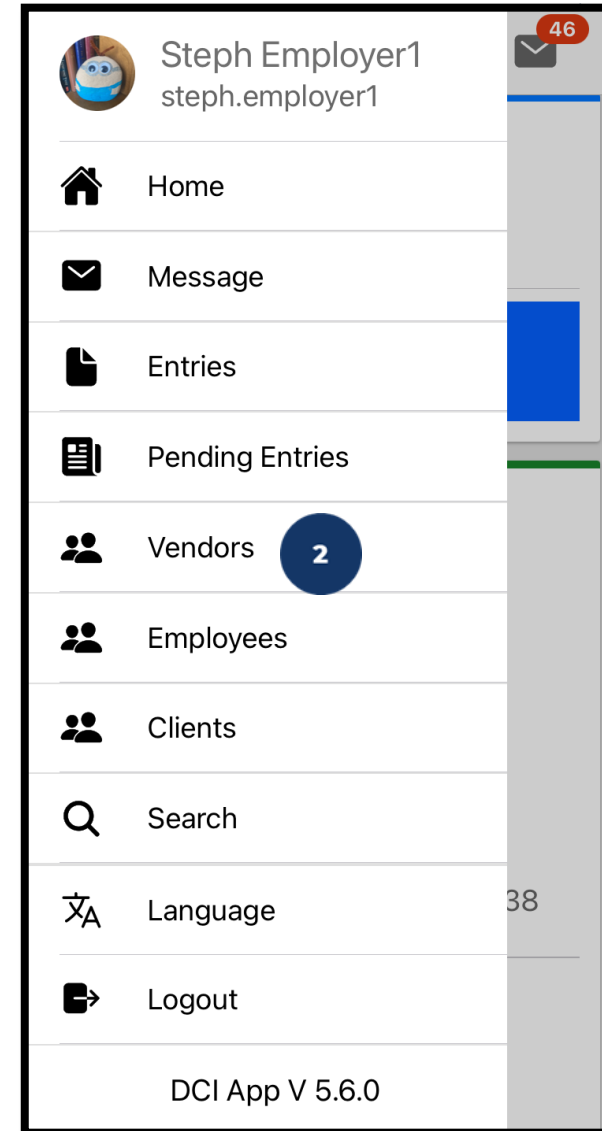 46
Steph Employer1
steph.employer1
Home
Message
Entries
Pending Entries
Vendors
2
Employees
Clients
Search
38
Language
Logout
DCI App V 5.6.0